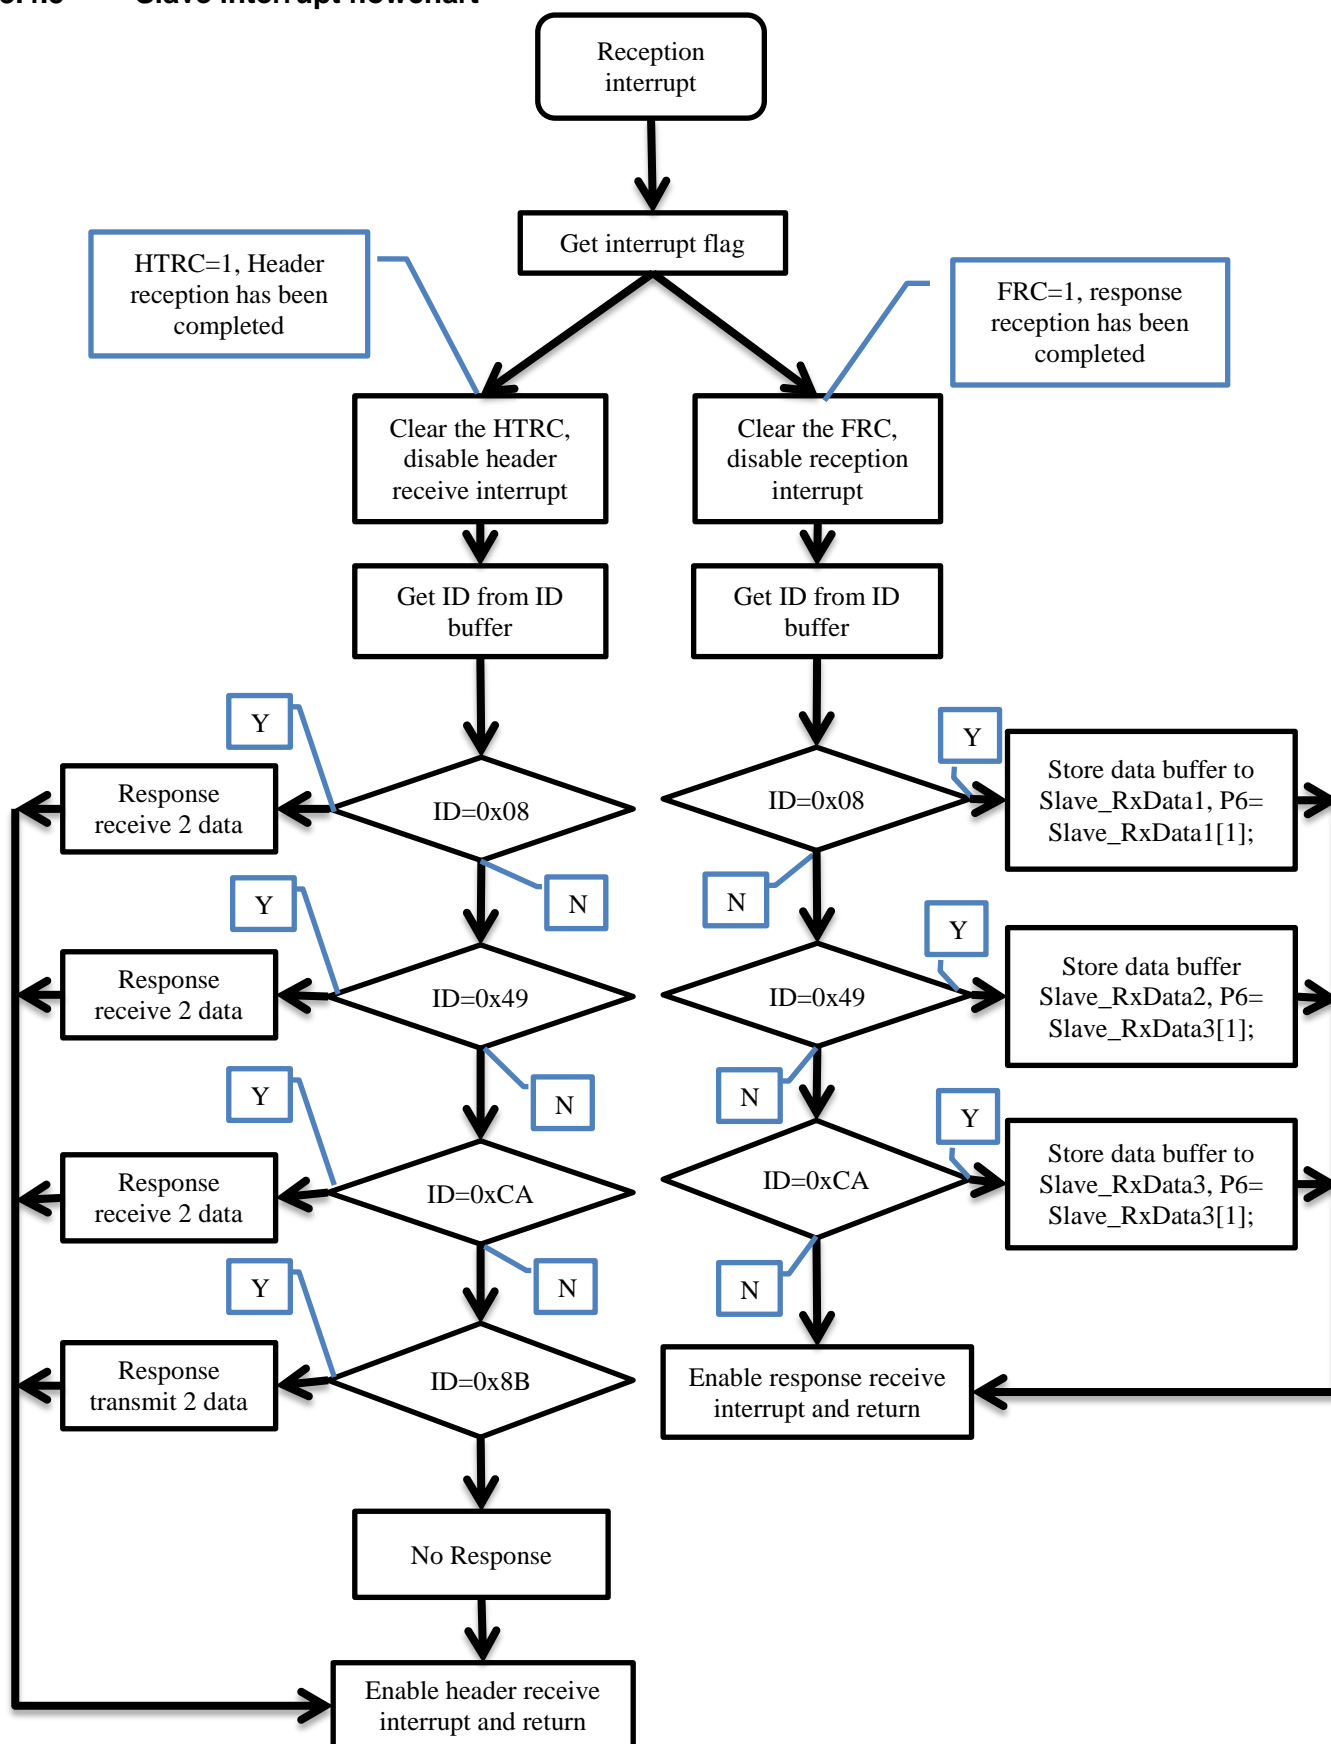 Slave interrupt flowchart
Reception
interrupt
Get interrupt flag
HTRC=1, Header
reception has been
completed
FRC=1, response
reception has been
completed
Clear the HTRC,
disable header
receive interrupt
Clear the FRC,
disable reception
interrupt
Get ID from ID
buffer
Get ID from ID
buffer
Y
Y
Response
receive 2 data
ID=0x08
ID=0x08
Store data buffer to
Slave_RxData1, P6=
Slave_RxData1[1];
N
N
Y
Y
Response
receive 2 data
ID=0x49
ID=0x49
Store data buffer
Slave_RxData2, P6=
Slave_RxData3[1];
N
N
Y
Y
Response
receive 2 data
ID=0xCA
ID=0xCA
Store data buffer to
Slave_RxData3, P6=
Slave_RxData3[1];
N
N
Y
Response
transmit 2 data
ID=0x8B
Enable response receive
interrupt and return
No Response
Enable header receive
interrupt and return